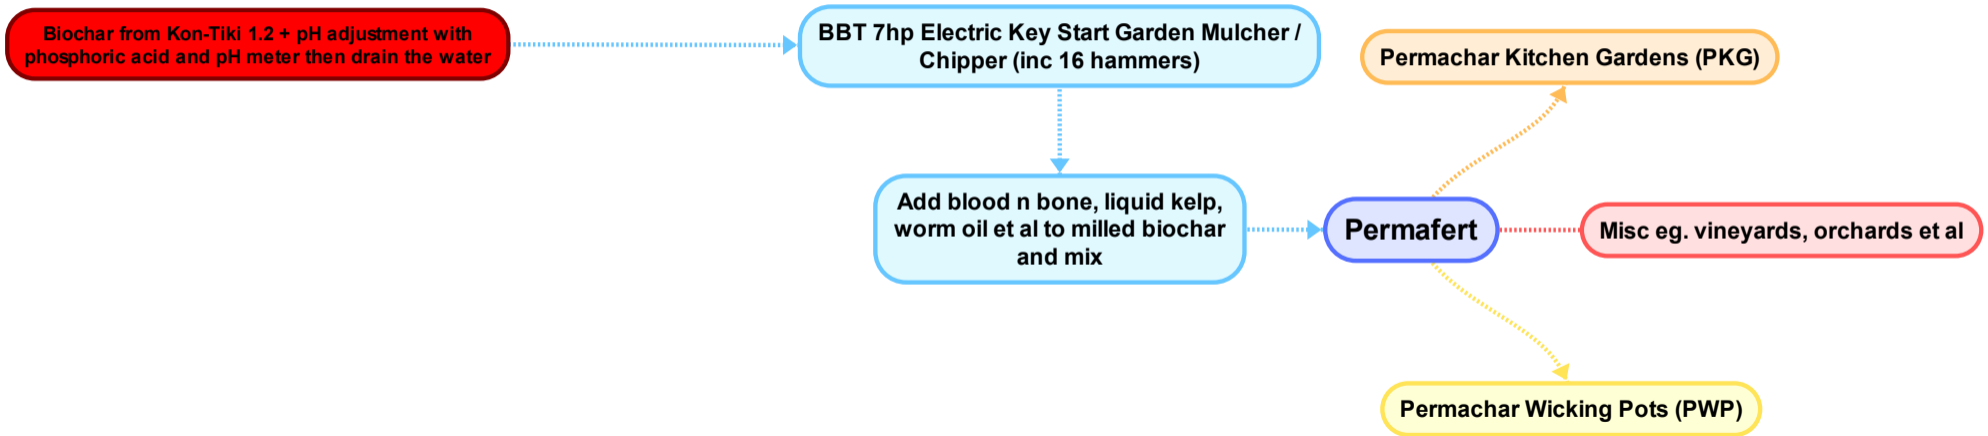 Biochar from Kon-Tiki 1.2 + pH adjustment with
phosphoric acid and pH meter then drain the water
BBT 7hp Electric Key Start Garden Mulcher /
Chipper (inc 16 hammers)
Permachar Kitchen Gardens (PKG)
Add blood n bone, liquid kelp,
worm oil et al to milled biochar
and mix
Permafert
Misc eg. vineyards, orchards et al
Permachar Wicking Pots (PWP)